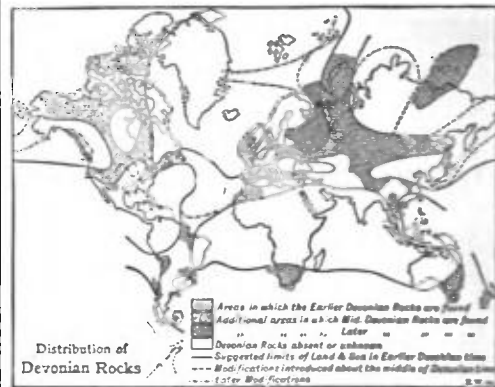 Areas in which the Earlier Devonian Rocks are found
Additional areas in which Mid. Devonian Rocks are found
" " " " Later " " " "
Devonian Rocks absent or unknown
Suggested limits of Land & Sea in Earlier Devonian time
Modifications introduced about the middle of Devonian time
Later Modifications
Distribution of
Devonian Rocks